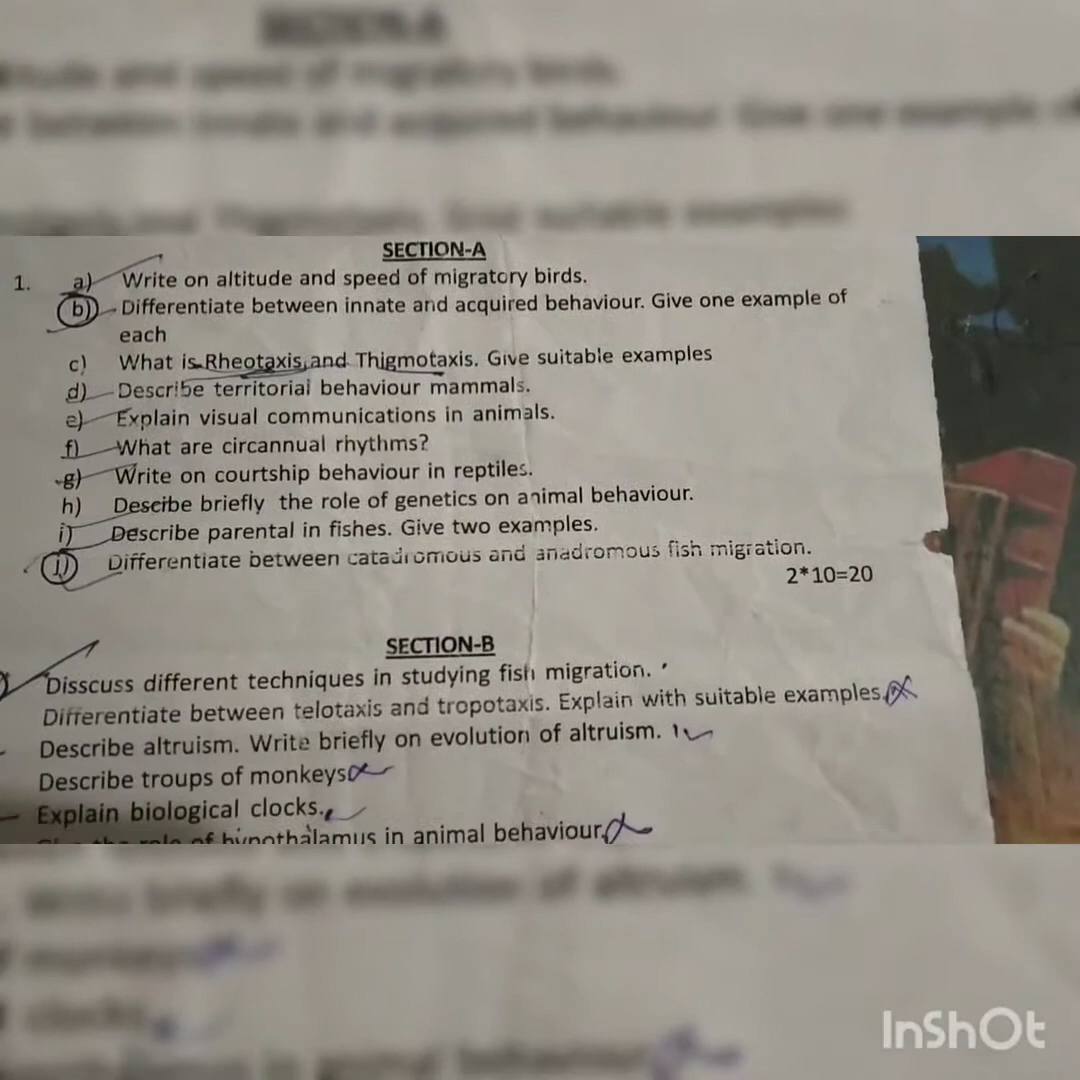 SECTION-A
1. a) Write on altitude and speed of migratory birds.
b) Differentiate between innate and acquired behaviour. Give one example of
each
c) What is Rheotaxis, and Thigmotaxis. Give suitable examples
d) Describe territorial behaviour mammals.
e) Explain visual communications in animals.
f) What are circannual rhythms?
g) Write on courtship behaviour in reptiles.
h) Descibe briefly the role of genetics on animal behaviour.
i) Describe parental in fishes. Give two examples.
j) Differentiate between catadromous and anadromous fish migration.
2*10=20
SECTION-B
Disscuss different techniques in studying fish migration.
Differentiate between telotaxis and tropotaxis. Explain with suitable examples.
Describe altruism. Write briefly on evolution of altruism.
Describe troups of monkeys
Explain biological clocks.
role of hypothalamus in animal behaviour.
InShOt